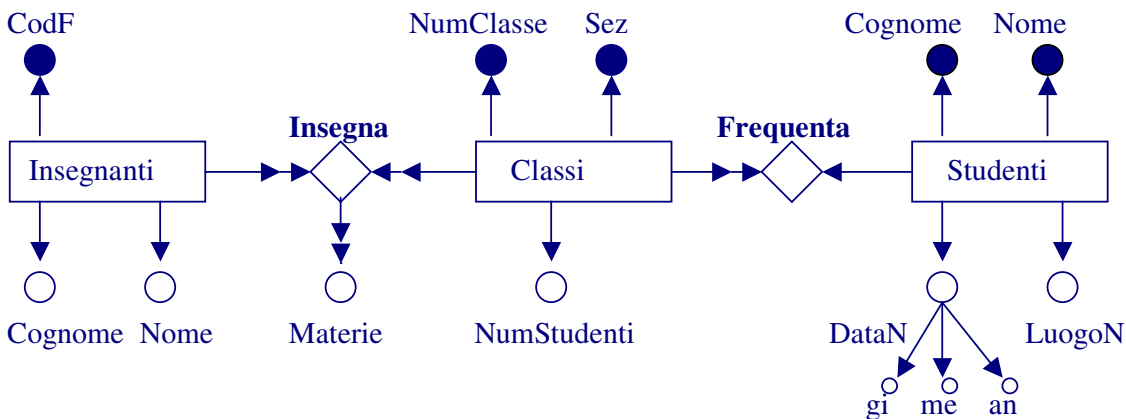 CodF
NumClasse
Sez
Cognome
Nome
Insegna
Frequenta
Insegnanti
Classi
Studenti
Cognome
Nome
Materie
NumStudenti
DataN
LuogoN
gi
me
an